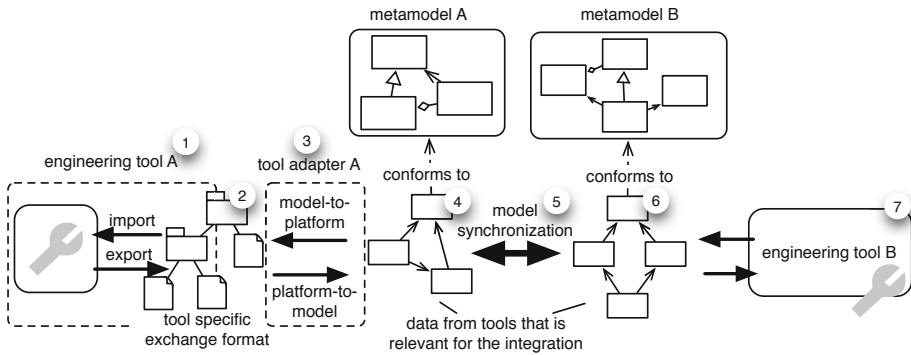 metamodel A
metamodel B
1
engineering tool A
2
3
tool adapter A
conforms to
4
5
conforms to
6
7
import
export
model-to-
platform
platform-to-
model
model
synchronization
engineering tool B
tool specific
exchange format
data from tools that is
relevant for the integration